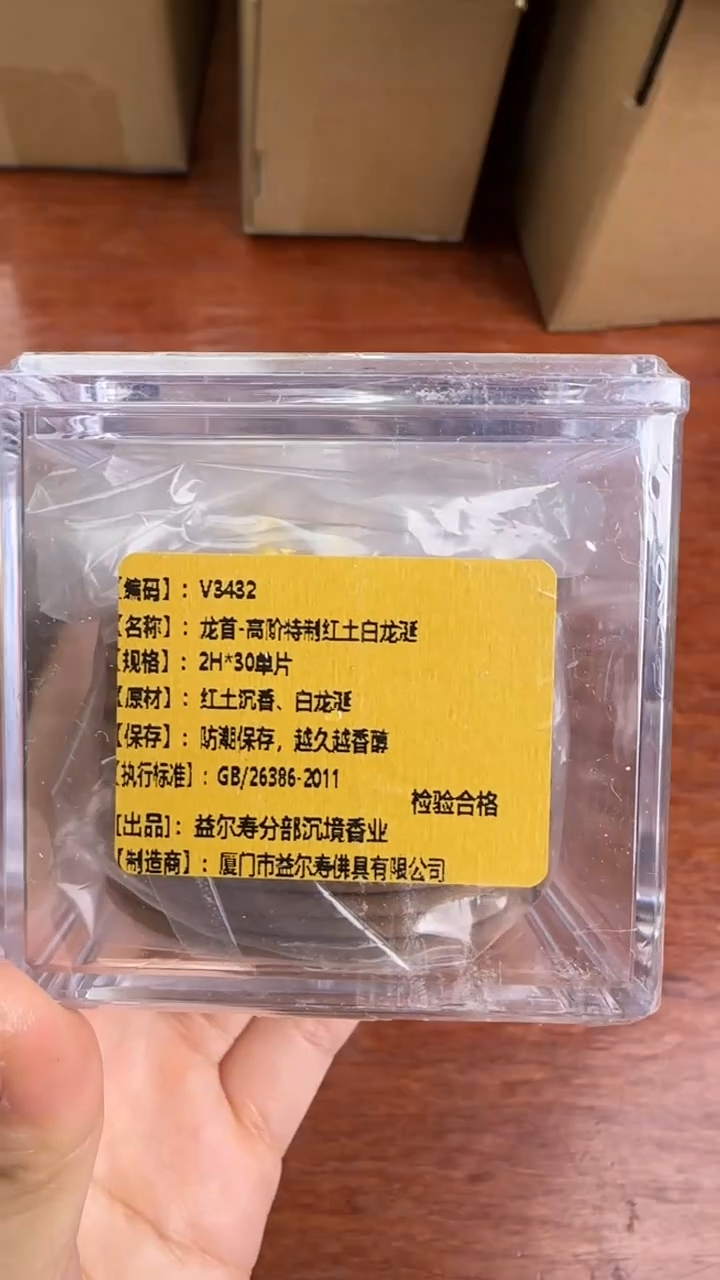 【编码】：V3432
【名称】：龙首-高阶特制红土白龙涎
【规格】：2H*30单片
【原材】：红土沉香、白龙涎
【保存】：防潮保存，越久越香醇
【执行标准】：GB/26386-2011
检验合格
【出品】：益尔寿分部沉境香业
【制造商】：厦门市益尔寿佛具有限公司